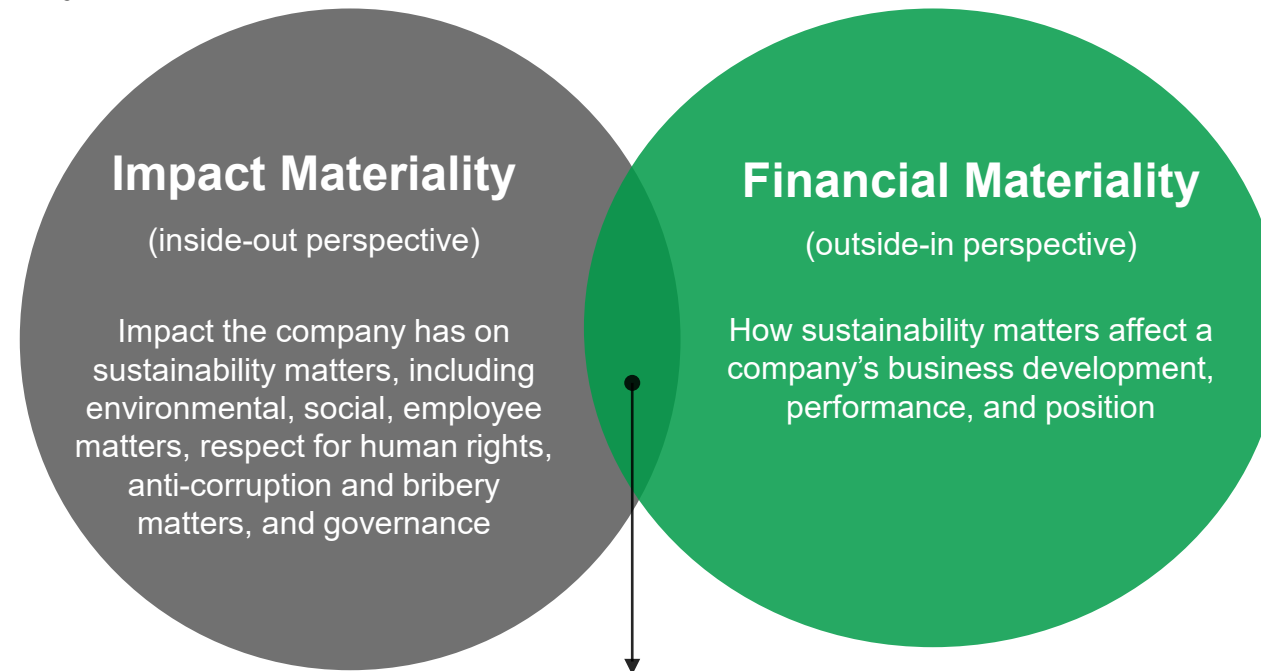 Impact Materiality
(inside-out perspective)
Impact the company has on
sustainability matters, including
environmental, social, employee
matters, respect for human rights,
anti-corruption and bribery
matters, and governance
Financial Materiality
(outside-in perspective)
How sustainability matters affect a
company’s business development,
performance, and position